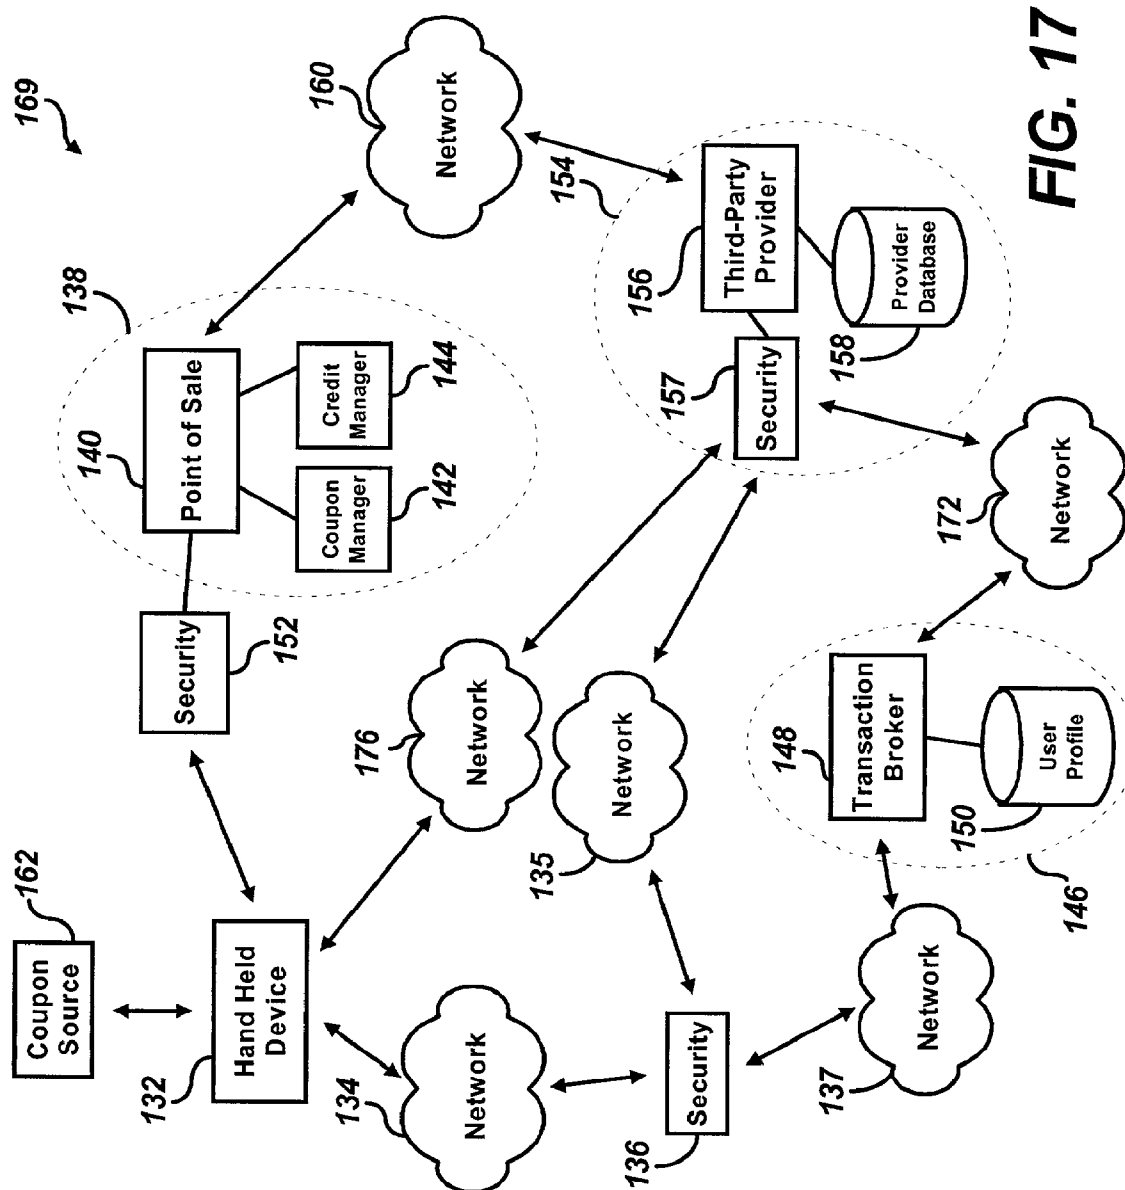 169
162
Coupon
Source
132
Hand Held
Device
134
Network
136
Security
137
Network
152
Security
138
140
Point of Sale
Coupon
Manager
142
Credit
Manager
144
160
Network
176
Network
135
Network
154
156
Third-Party
Provider
157
Security
158
Provider
Database
172
Network
148
Transaction
Broker
150
User
Profile
146
FIG. 17